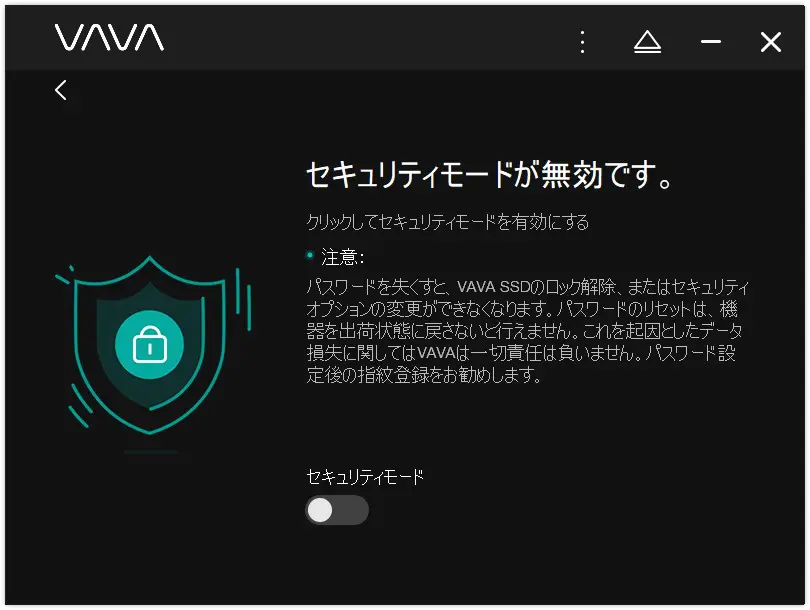 VAVA
セキュリティモードが無効です。
クリックしてセキュリティモードを有効にする
注意:
パスワードを失くすと、VAVA SSDのロック解除、またはセキュリティ
オプションの変更ができなくなります。パスワードのリセットは、機
器を出荷状態に戻さないと行えません。これを起因としたデータ
損失に関してはVAVAは一切責任は負いません。パスワード設
定後の指紋登録をお勧めします。
セキュリティモード